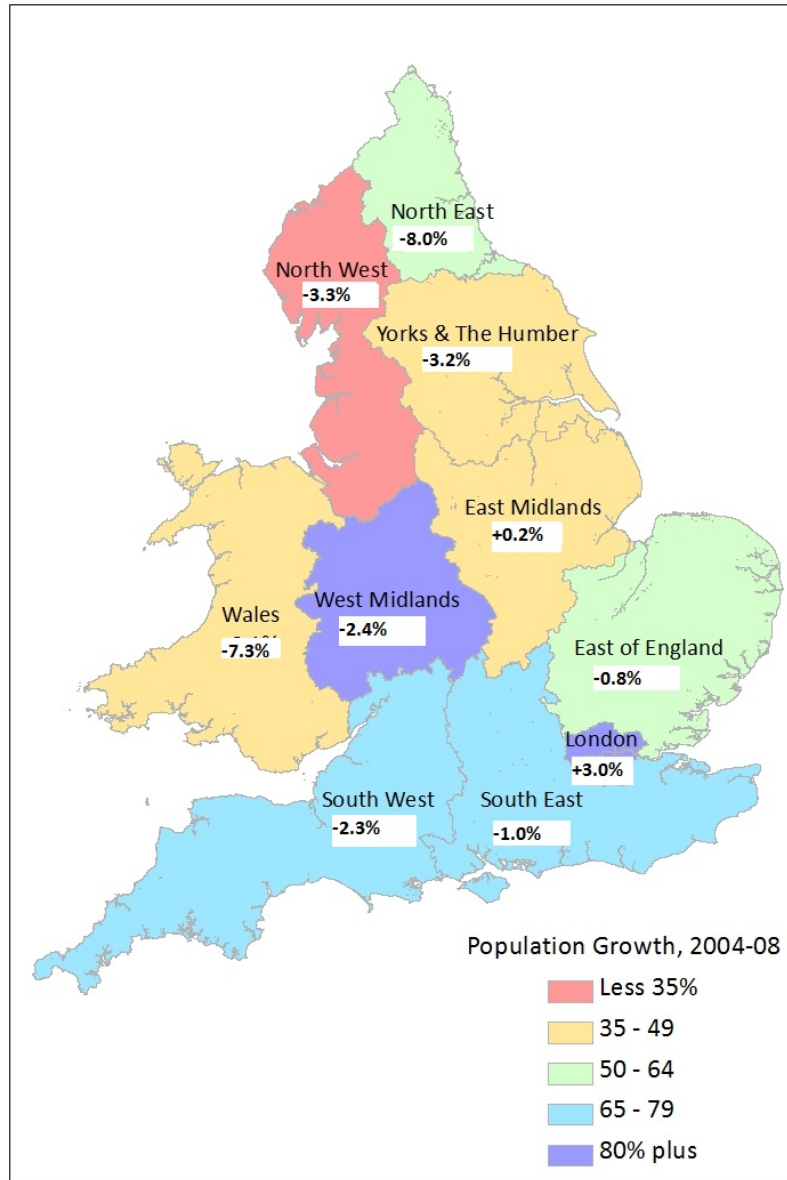 North East
-8.0%
North West
-3.3%
Yorks & The Humber
-3.2%
East Midlands
+0.2%
West Midlands
-2.4%
Wales
-7.3%
East of England
-0.8%
London
+3.0%
South West
-2.3%
South East
-1.0%
Population Growth, 2004-08
Less 35%
35 - 49
50 - 64
65 - 79
80% plus